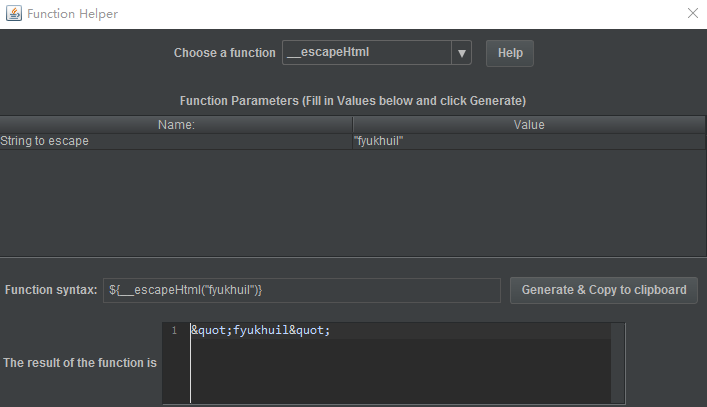 Function Helper
Choose a function __escapeHtml Help
Function Parameters (Fill in Values below and click Generate)
Name: Value
String to escape "fyukhuil"
Function syntax: ${__escapeHtml("fyukhuil")} Generate & Copy to clipboard
1 &quot;fyukhuil&quot;
The result of the function is